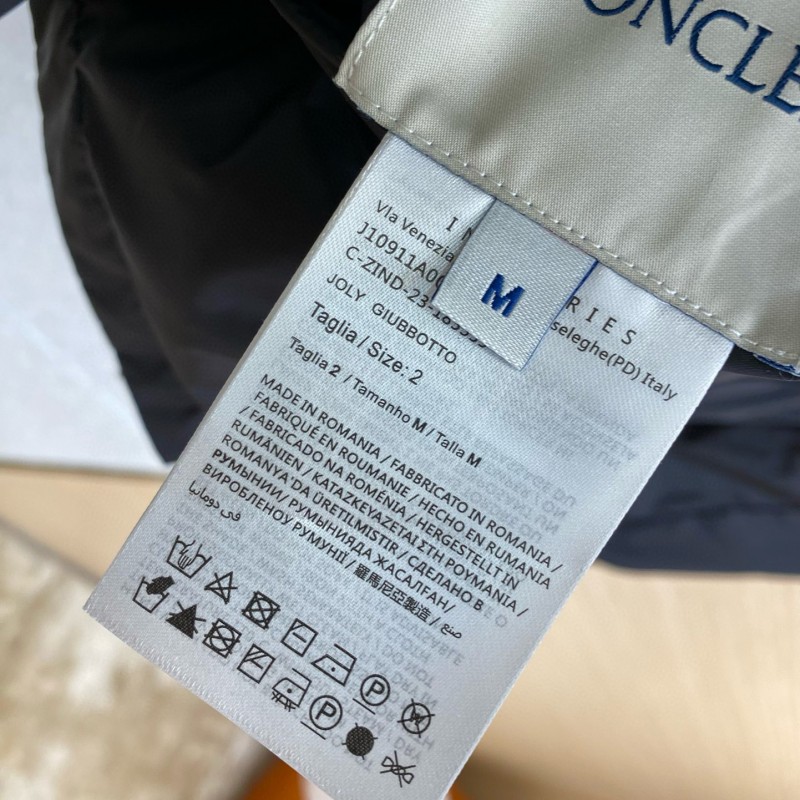 ONCLE
M
I RIES
VIa Venezia seleghe(PD) Italy
J10911A0
C-ZIND-23
JOLY GIUBBOTTO
Taglia / Size: 2
Taglia 2 / Tamanho M / Talla M
MADE IN ROMANIA / FABBRICATO IN ROMANIA /
FABRIQUÉ EN ROUMANIE / HECHO EN RUMANIA
/ FABRICADO NA ROMÉNIA / HERGESTELLT IN
RUMÄNIEN / ΚΑΤΑΣΚΕΥΑΖΕΤΑΙ ΣΤΗ ΡΟΥΜΑΝΙΑ /
ROMANYA'DA ÜRETILMISTIR / СДЕЛАНО В
РУМЫНИИ / РУМЫНИЯДА ЖАСАЛҒАН /
ВИРОБЛЕНОУ РУМУНІЇ / 羅馬尼亞製造 / صنع
في رومانيا
P
P